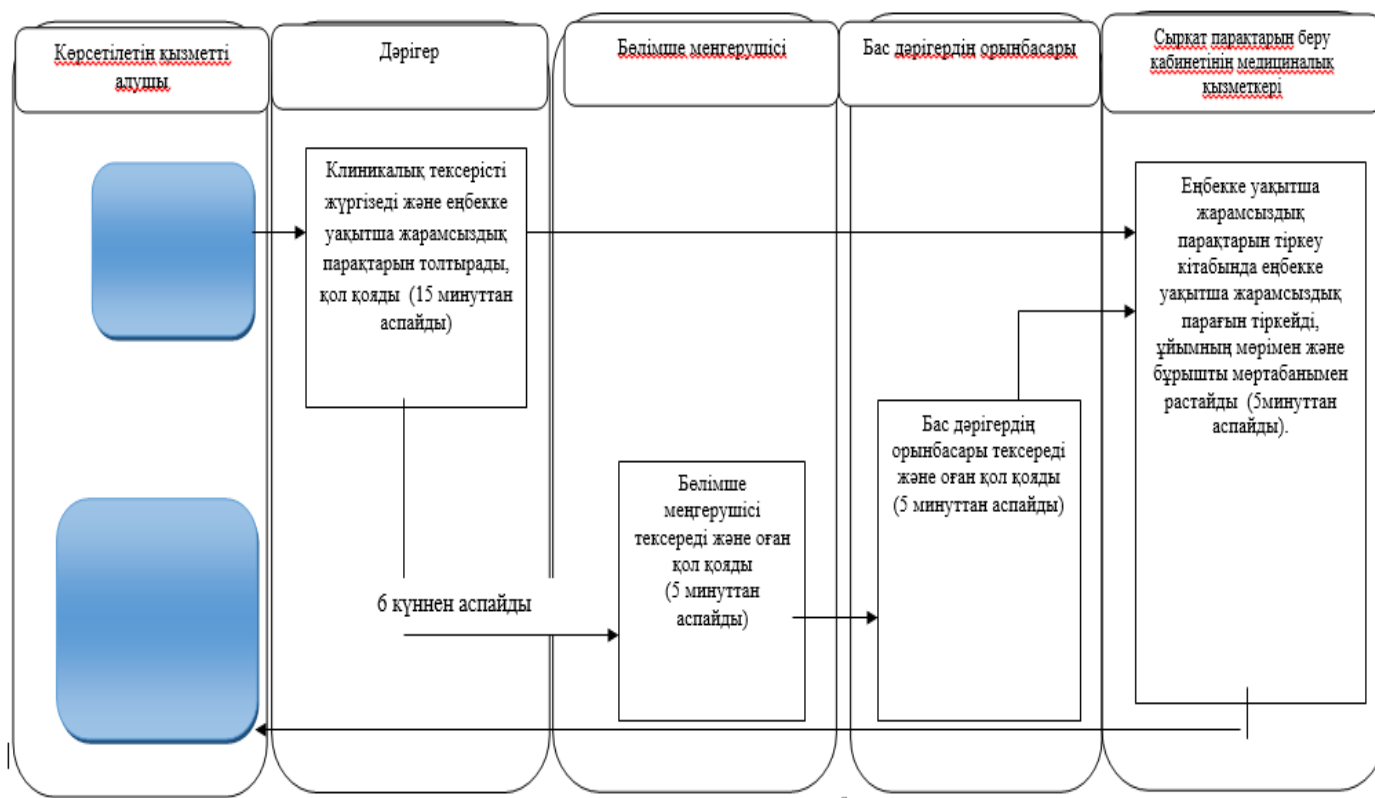 Көрсетілетін қызметті
алушы
Дәрігер
Бөлімше меңгерушісі
Бас дәрігердің орынбасары
Сырқат парақтарын беру
кабинетінің медициналық
қызметкері
Клиникалық тексерісті
жүргізеді және еңбекке
уақытша жарамсыздық
парақтарын толтырады,
қол қояды (15 минуттан
аспайды)
6 күннен аспайды
Бөлімше
меңгерушісі
тексереді және оған
қол қояды
(5 минуттан
аспайды)
Бас дәрігердің
орынбасары тексереді
және оған қол қояды
(5 минуттан аспайды)
Еңбекке уақытша
жарамсыздық
парақтарын тіркеу
кітабында еңбекке
уақытша жарамсыздық
парағын тіркейді,
ұйымның мөрімен және
бұрышты мөртабанымен
растайды (5минуттан
аспайды).